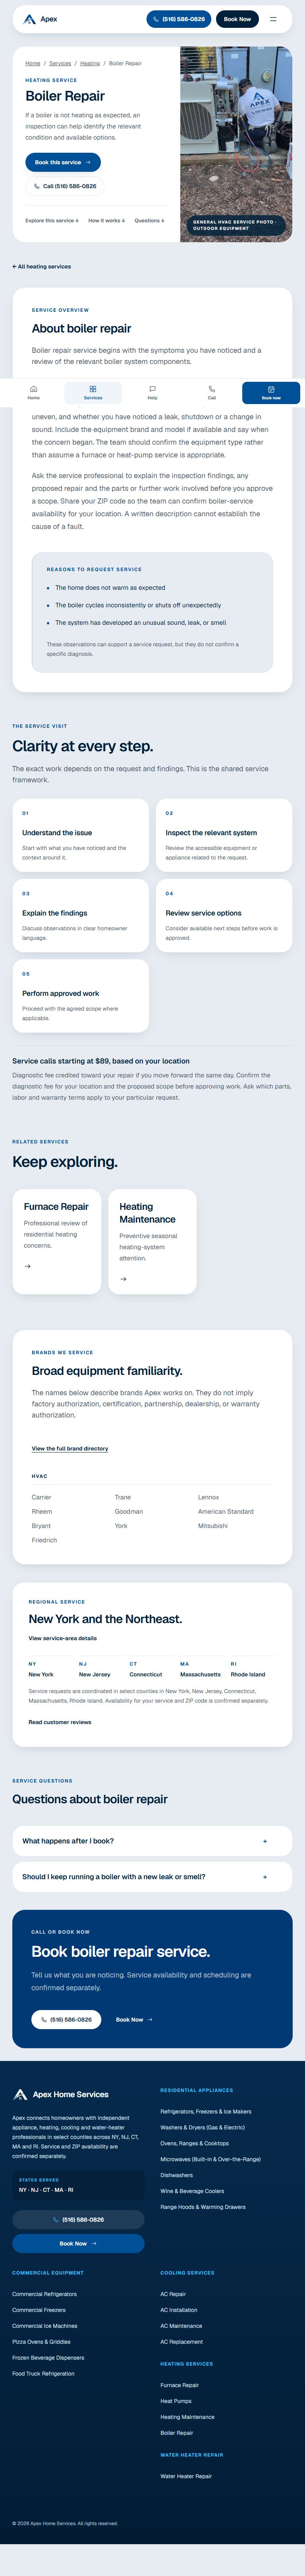 Apex
(516) 586-0826
Book Now
Home / Services / Heating / Boiler Repair
HEATING SERVICE
Boiler Repair
If a boiler is not heating as expected, an
inspection can help identify the relevant
condition and available options.
Book this service →
Call (516) 586-0826
Explore this service ↓ How it works ↓ Questions ↓
APEX
GENERAL HVAC SERVICE PHOTO ·
OUTDOOR EQUIPMENT
← All heating services
SERVICE OVERVIEW
About boiler repair
Boiler repair service begins with the symptoms you have noticed and a
review of the relevant boiler system components.
Home
Services
Help
Call
Book now
uneven, and whether you have noticed a leak, shutdown or a change in
sound. Include the equipment brand and model if available and say when
the concern began. The team should confirm the equipment type rather
than assume a furnace or heat-pump service is appropriate.
Ask the service professional to explain the inspection findings, any
proposed repair and the parts or further work involved before you approve
a scope. Share your ZIP code so the team can confirm boiler-service
availability for your location. A written description cannot establish the
cause of a fault.
REASONS TO REQUEST SERVICE
The home does not warm as expected
The boiler cycles inconsistently or shuts off unexpectedly
The system has developed an unusual sound, leak, or smell
These observations can support a service request, but they do not confirm a
specific diagnosis.
THE SERVICE VISIT
Clarity at every step.
The exact work depends on the request and findings. This is the shared service
framework.
01
Understand the issue
Start with what you have noticed and the
context around it.
02
Inspect the relevant system
Review the accessible equipment or
appliance related to the request.
03
Explain the findings
Discuss observations in clear homeowner
language.
04
Review service options
Consider available next steps before work is
approved.
05
Perform approved work
Proceed with the agreed scope where
applicable.
Service calls starting at $89, based on your location
Diagnostic fee credited toward your repair if you move forward the same day. Confirm the
diagnostic fee for your location and the proposed scope before approving work. Ask which parts,
labor and warranty terms apply to your particular request.
RELATED SERVICES
Keep exploring.
Furnace Repair
Professional review of
residential heating
concerns.
→
Heating
Maintenance
Preventive seasonal
heating-system
attention.
→
BRANDS WE SERVICE
Broad equipment familiarity.
The names below describe brands Apex works on. They do not imply
factory authorization, certification, partnership, dealership, or warranty
authorization.
View the full brand directory
HVAC
Carrier Trane Lennox
Rheem Goodman American Standard
Bryant York Mitsubishi
Friedrich
REGIONAL SERVICE
New York and the Northeast.
View service-area details
NY NJ CT MA RI
New York New Jersey Connecticut Massachusetts Rhode Island
Service requests are coordinated in select counties in New York, New Jersey, Connecticut,
Massachusetts, Rhode Island. Availability for your service and ZIP code is confirmed separately.
Read customer reviews
SERVICE QUESTIONS
Questions about boiler repair
What happens after I book? +
Should I keep running a boiler with a new leak or smell? +
CALL OR BOOK NOW
Book boiler repair service.
Tell us what you are noticing. Service availability and scheduling are
confirmed separately.
(516) 586-0826
Book Now →
Apex Home Services
Apex connects homeowners with independent
appliance, heating, cooling and water-heater
professionals in select counties across NY, NJ, CT,
MA and RI. Service and ZIP availability are
confirmed separately.
STATES SERVED
NY · NJ · CT · MA · RI
(516) 586-0826
Book Now →
RESIDENTIAL APPLIANCES
Refrigerators, Freezers & Ice Makers
Washers & Dryers (Gas & Electric)
Ovens, Ranges & Cooktops
Microwaves (Built-in & Over-the-Range)
Dishwashers
Wine & Beverage Coolers
Range Hoods & Warming Drawers
COMMERCIAL EQUIPMENT
Commercial Refrigerators
Commercial Freezers
Commercial Ice Machines
Pizza Ovens & Griddles
Frozen Beverage Dispensers
Food Truck Refrigeration
COOLING SERVICES
AC Repair
AC Installation
AC Maintenance
AC Replacement
HEATING SERVICES
Furnace Repair
Heat Pumps
Heating Maintenance
Boiler Repair
WATER HEATER REPAIR
Water Heater Repair
© 2026 Apex Home Services. All rights reserved.